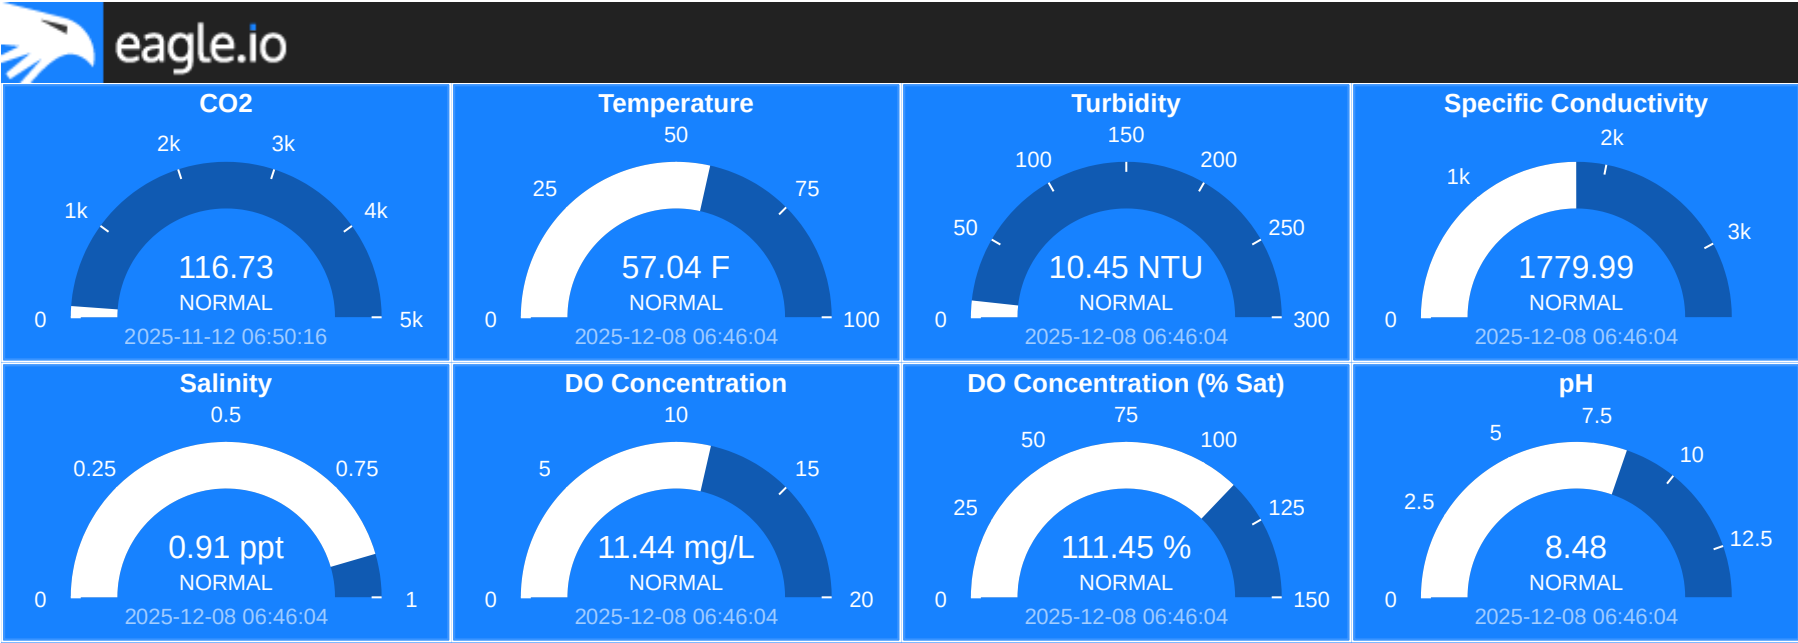 eagle.io
CO2
0
1k
2k
3k
4k
5k
116.73
NORMAL
2025-11-12 06:50:16
Temperature
0
25
50
75
100
57.04 F
NORMAL
2025-12-08 06:46:04
Turbidity
0
50
100
150
200
250
300
10.45 NTU
NORMAL
2025-12-08 06:46:04
Specific Conductivity
0
1k
2k
3k
1779.99
NORMAL
2025-12-08 06:46:04
Salinity
0
0.25
0.5
0.75
1
0.91 ppt
NORMAL
2025-12-08 06:46:04
DO Concentration
0
5
10
15
20
11.44 mg/L
NORMAL
2025-12-08 06:46:04
DO Concentration (% Sat)
0
25
50
75
100
125
150
111.45 %
NORMAL
2025-12-08 06:46:04
pH
0
2.5
5
7.5
10
12.5
8.48
NORMAL
2025-12-08 06:46:04